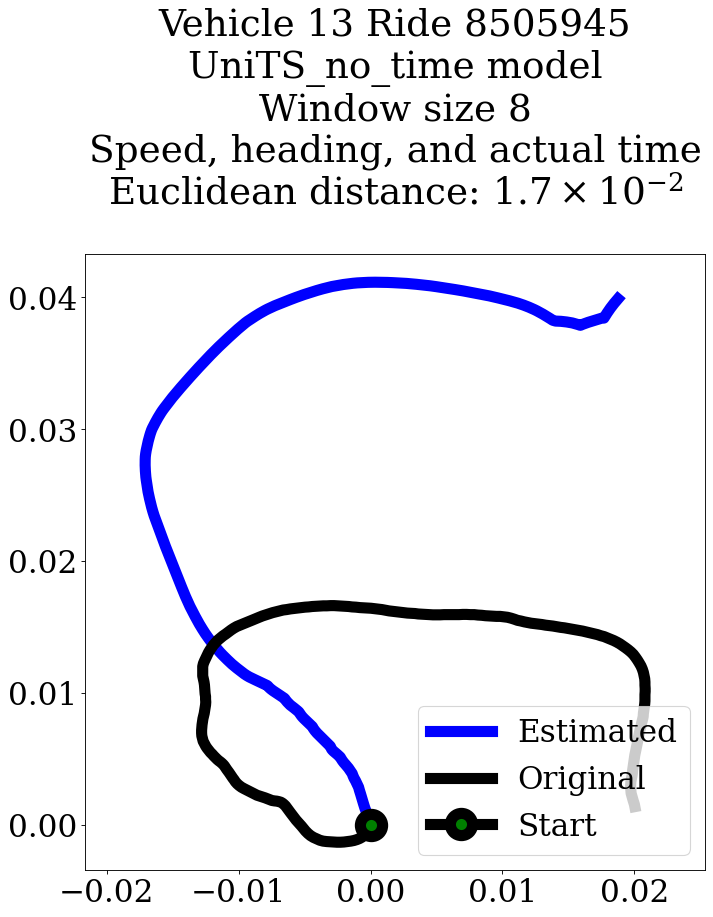 Vehicle 13 Ride 8505945
UniTS_no_time model
Window size 8
Speed, heading, and actual time
Euclidean distance: 1.7 × 10⁻²
0.04
0.03
0.02
0.01
0.00
Estimated
Original
Start
−0.02 −0.01 0.00 0.01 0.02